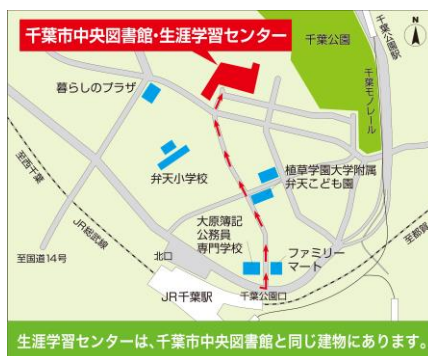 千葉市中央図書館・生涯学習センター
千葉公園
千葉公園駅
N
千葉モノレール
暮らしのプラザ
弁天小学校
植草学園大学附属
弁天こども園
至西千葉
JR総武線
大原簿記
公務員
専門学校
ファミリー
マート
至都賀
至国道14号
北口
JR千葉駅
千葉公園口
生涯学習センターは、千葉市中央図書館と同じ建物にあります。